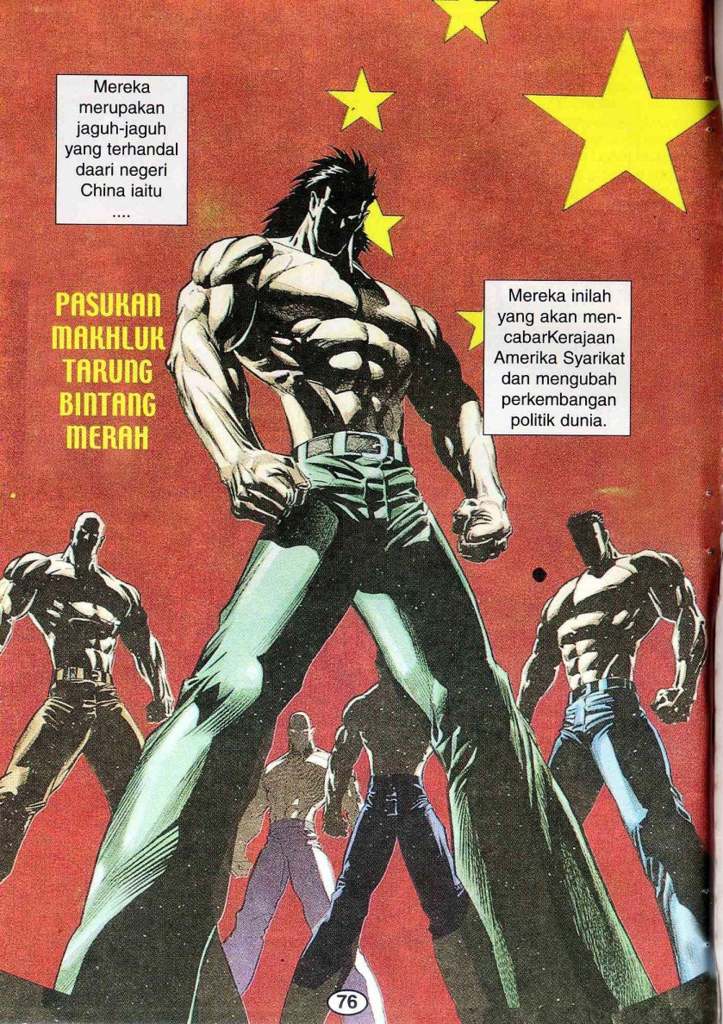 Mereka
merupakan
jaguh-jaguh
yang terhandal
daari negeri
China iaitu
....
PASUKAN
MAKHLUK
TARUNG
BINTANG
MERAH
Mereka inilah
yang akan men-
cabarKerajaan
Amerika Syarikat
dan mengubah
perkembangan
politik dunia.
76